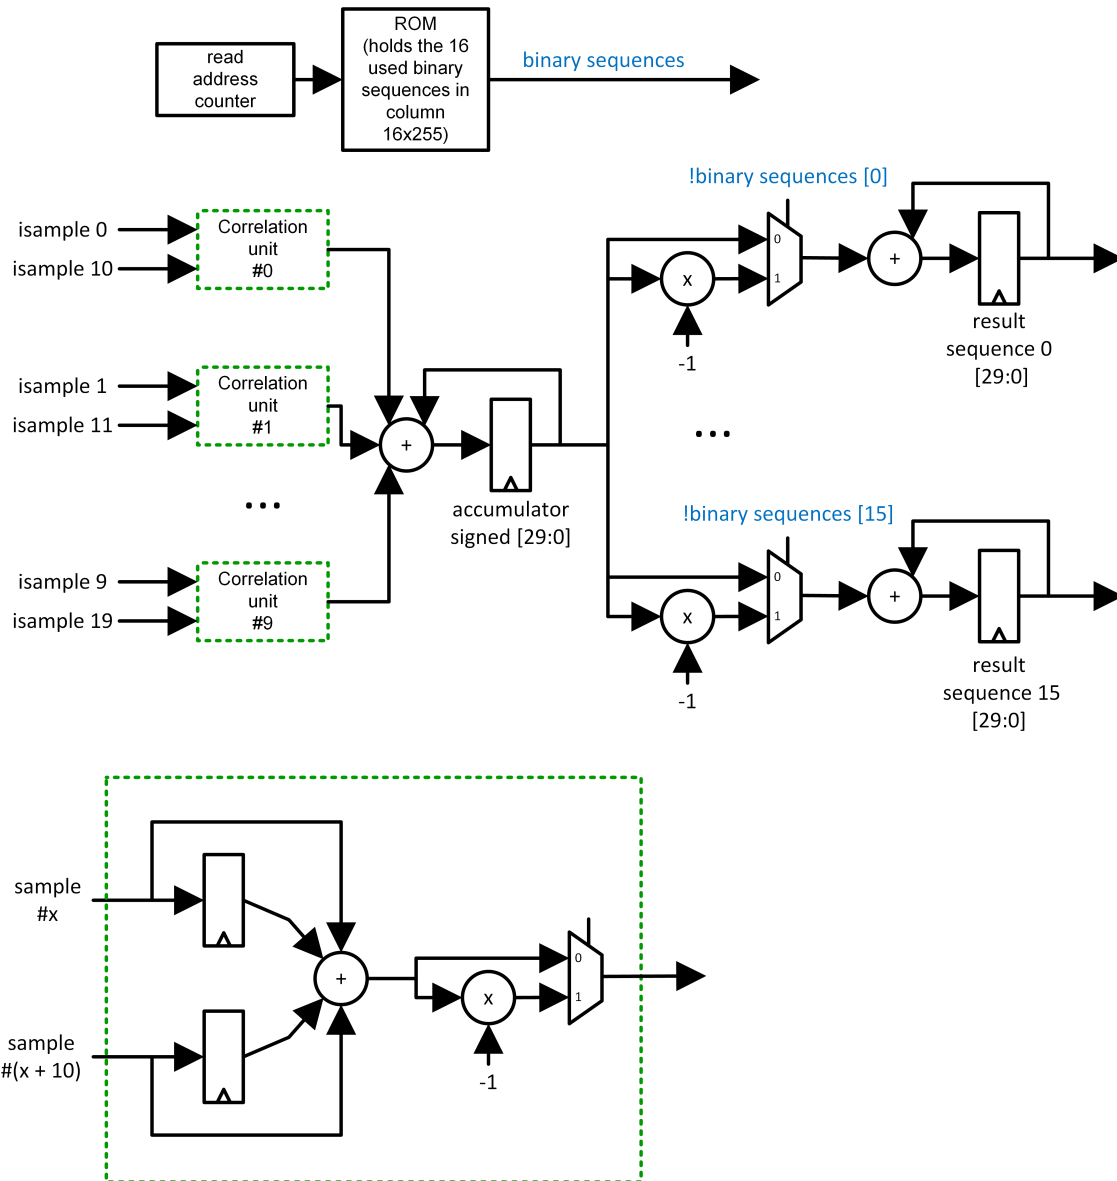 read
address
counter
ROM
(holds the 16
used binary
sequences in
column
16x255)
binary sequences
!binary sequences [0]
isample 0
isample 10
Correlation
unit
#0
0
1
x
-1
+
result
sequence 0
[29:0]
isample 1
isample 11
Correlation
unit
#1
+
accumulator
signed [29:0]
...
...
!binary sequences [15]
isample 9
isample 19
Correlation
unit
#9
0
1
x
-1
+
result
sequence 15
[29:0]
sample
#x
sample
#(x + 10)
+
0
1
x
-1